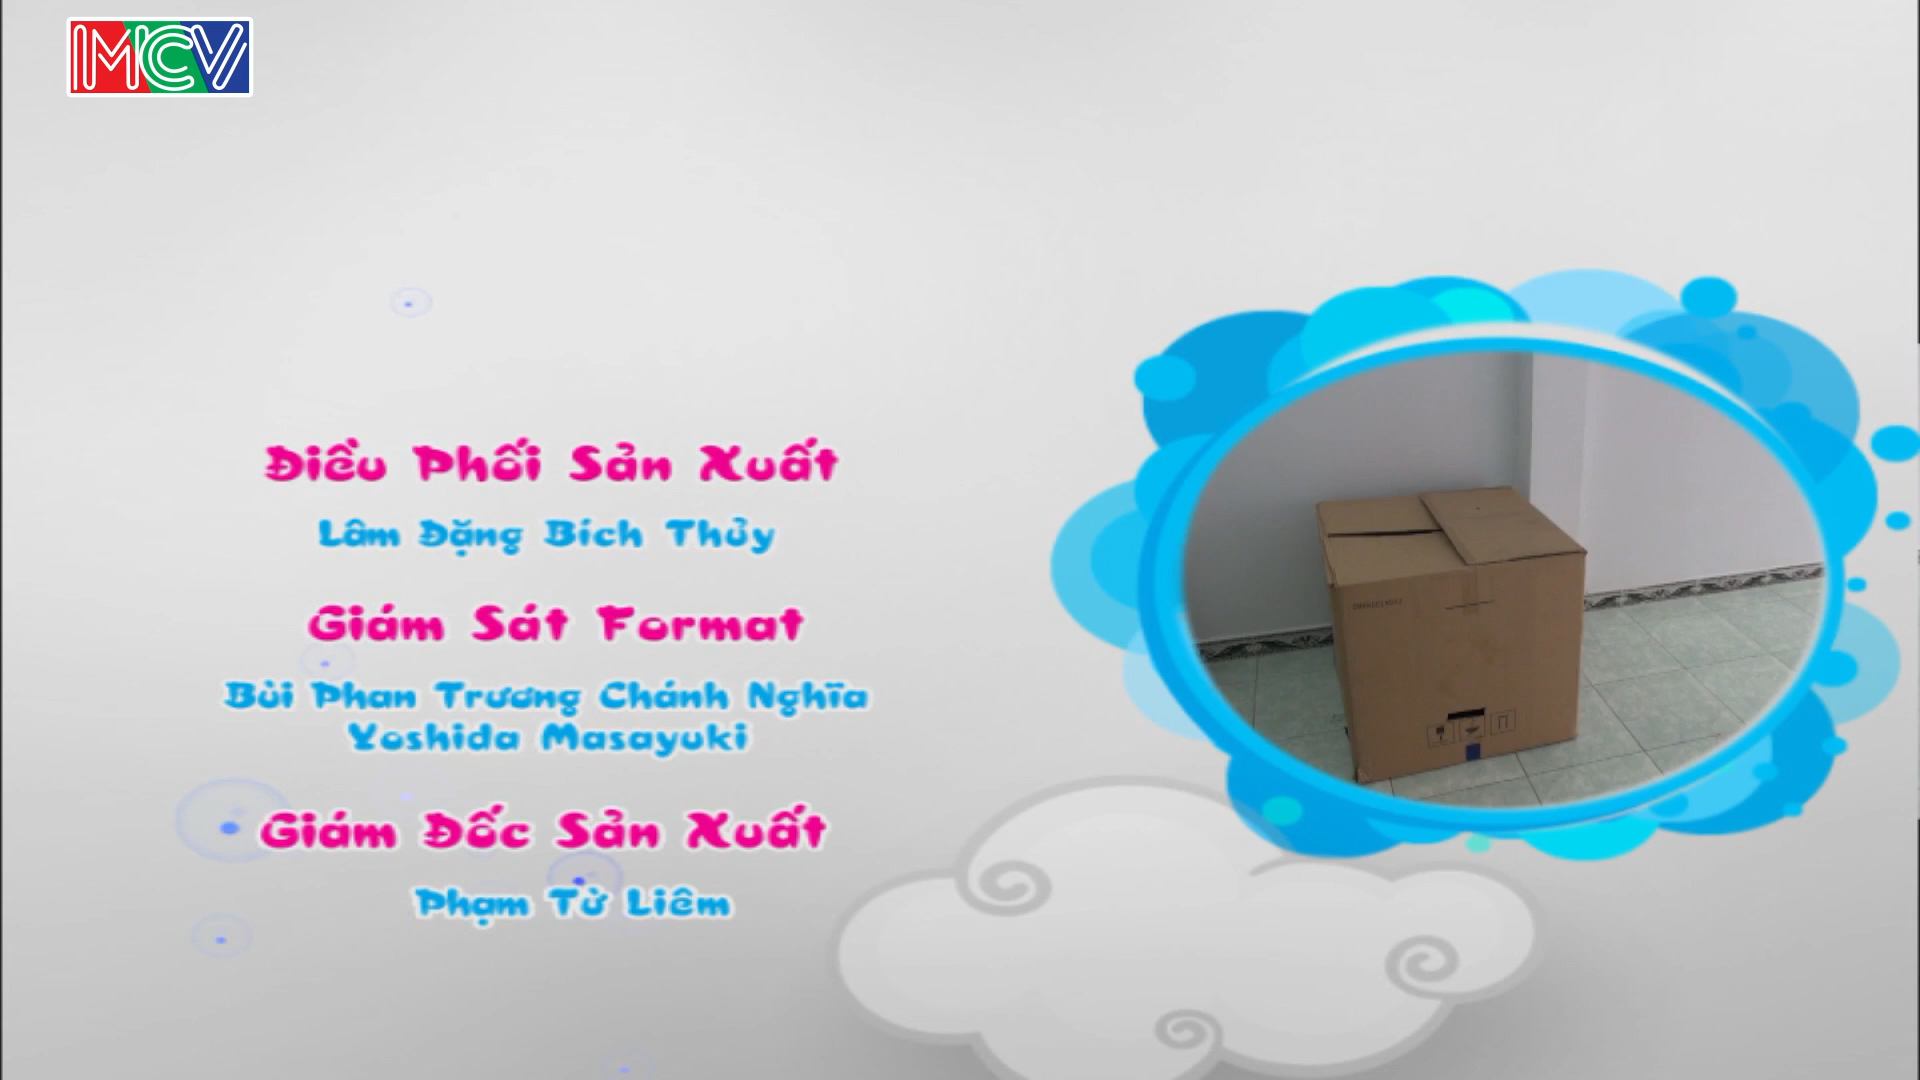 MCV
Điều Phối Sản Xuất
Lâm Đặng Bích Thủy
Giám Sát Format
Bùi Phan Trương Chánh Nghĩa
Yoshida Masayuki
Giám Đốc Sản Xuất
Phạm Từ Liêm